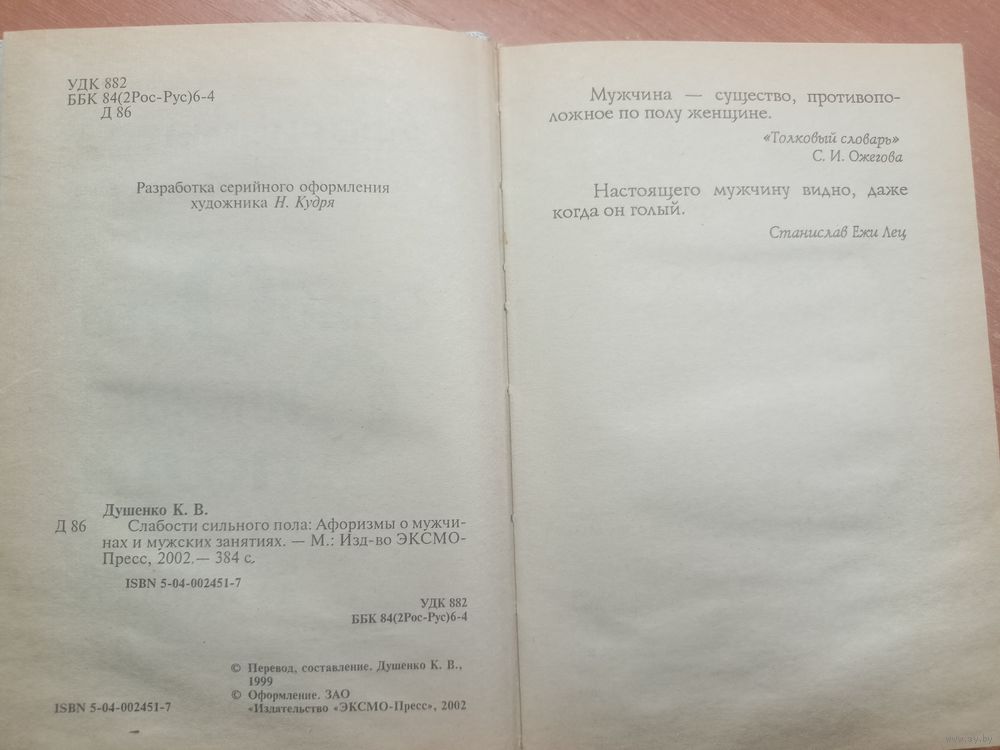 УДК 882
ББК 84(2Рос-Рус)6-4
Д 86
Разработка серийного оформления
художника Н. Кудря
Душенко К. В.
Д 86 Слабости сильного пола: Афоризмы о мужчи-
нах и мужских занятиях. — М.: Изд-во ЭКСМО-
Пресс, 2002.— 384 с.
ISBN 5-04-002451-7
УДК 882
ББК 84(2Рос-Рус)6-4
© Перевод, составление. Душенко К. В.,
1999
© Оформление. ЗАО
ISBN 5-04-002451-7 «Издательство «ЭКСМО-Пресс», 2002
Мужчина — существо, противопо-
ложное по полу женщине.
«Толковый словарь»
С. И. Ожегова
Настоящего мужчину видно, даже
когда он голый.
Станислав Ежи Лец
www.ay.by